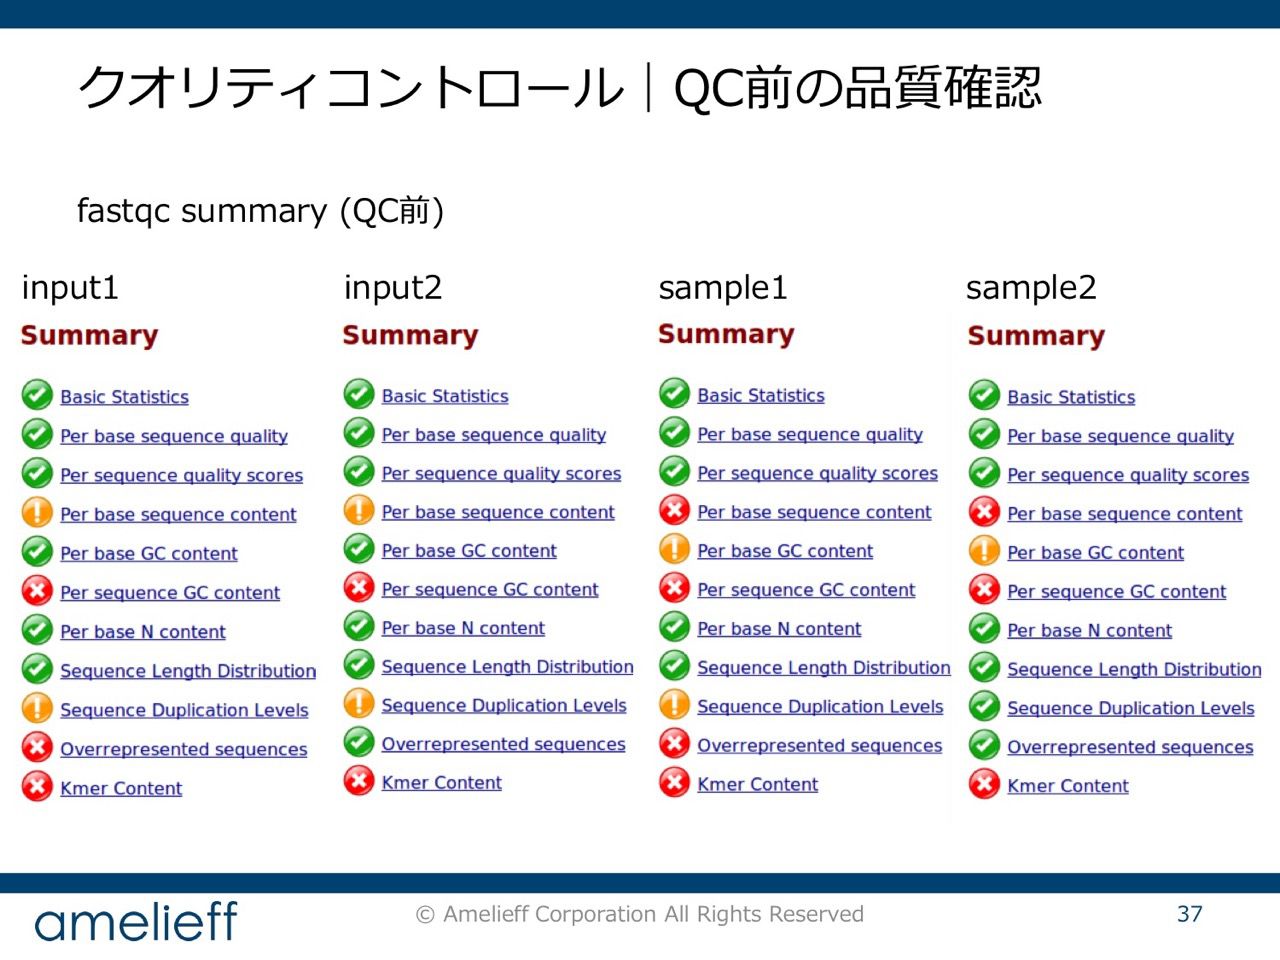 クオリティコントロール｜QC前の品質確認
fastqc summary (QC前)
input1
Summary
Basic Statistics
Per base sequence quality
Per sequence quality scores
Per base sequence content
Per base GC content
Per sequence GC content
Per base N content
Sequence Length Distribution
Sequence Duplication Levels
Overrepresented sequences
Kmer Content
input2
Summary
Basic Statistics
Per base sequence quality
Per sequence quality scores
Per base sequence content
Per base GC content
Per sequence GC content
Per base N content
Sequence Length Distribution
Sequence Duplication Levels
Overrepresented sequences
Kmer Content
sample1
Summary
Basic Statistics
Per base sequence quality
Per sequence quality scores
Per base sequence content
Per base GC content
Per sequence GC content
Per base N content
Sequence Length Distribution
Sequence Duplication Levels
Overrepresented sequences
Kmer Content
sample2
Summary
Basic Statistics
Per base sequence quality
Per sequence quality scores
Per base sequence content
Per base GC content
Per sequence GC content
Per base N content
Sequence Length Distribution
Sequence Duplication Levels
Overrepresented sequences
Kmer Content
amelieff
© Amelieff Corporation All Rights Reserved
37